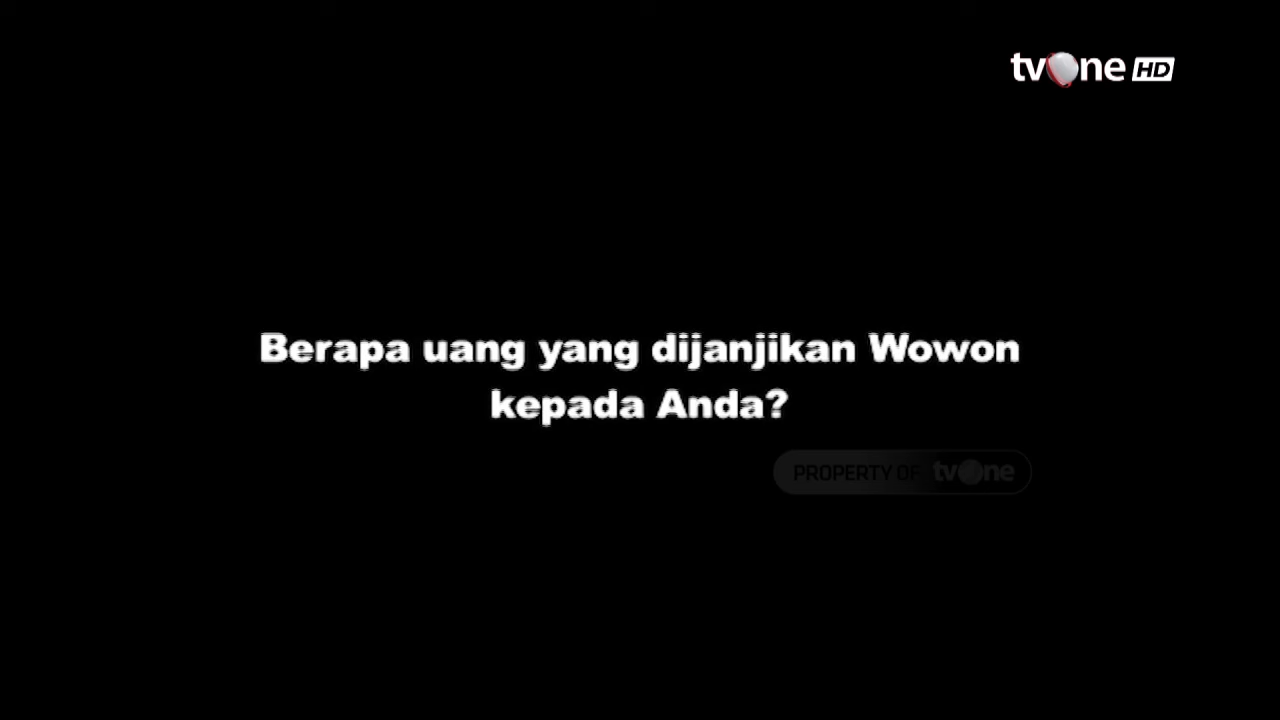 tvOne HD
Berapa uang yang dijanjikan Wowon
kepada Anda?
PROPERTY OF tvOne